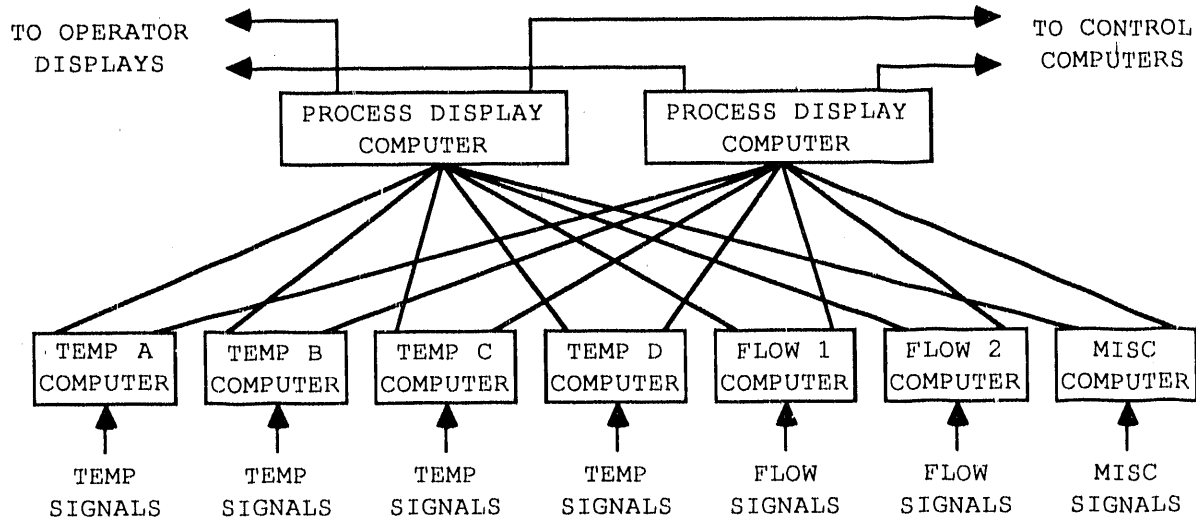 TO OPERATOR
DISPLAYS
TO CONTROL
COMPUTERS
PROCESS DISPLAY
COMPUTER
PROCESS DISPLAY
COMPUTER
TEMP A
COMPUTER
TEMP B
COMPUTER
TEMP C
COMPUTER
TEMP D
COMPUTER
FLOW 1
COMPUTER
FLOW 2
COMPUTER
MISC
COMPUTER
TEMP
SIGNALS
TEMP
SIGNALS
TEMP
SIGNALS
TEMP
SIGNALS
FLOW
SIGNALS
FLOW
SIGNALS
MISC
SIGNALS